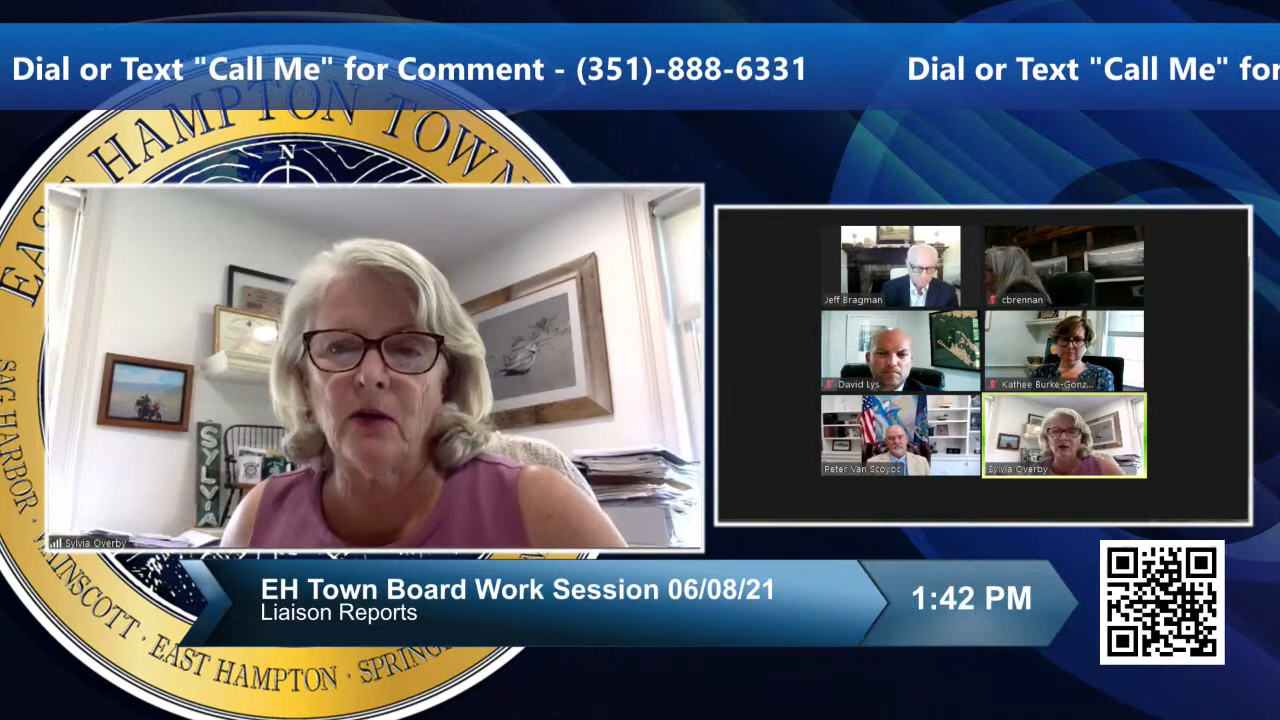 Dial or Text "Call Me" for Comment - (351)-888-6331
Dial or Text "Call Me" for
EAST HAMPTON TOWN
N
SYLVIA
Sylvia Overby
Jeff Bragman
cbrennan
David Lys
Kathee Burke-Gonz...
Peter Van Scoyoc
Sylvia Overby
SAG HARBOR · WAINSCOTT · EAST HAMPTON · SPRING
EH Town Board Work Session 06/08/21
Liaison Reports
1:42 PM